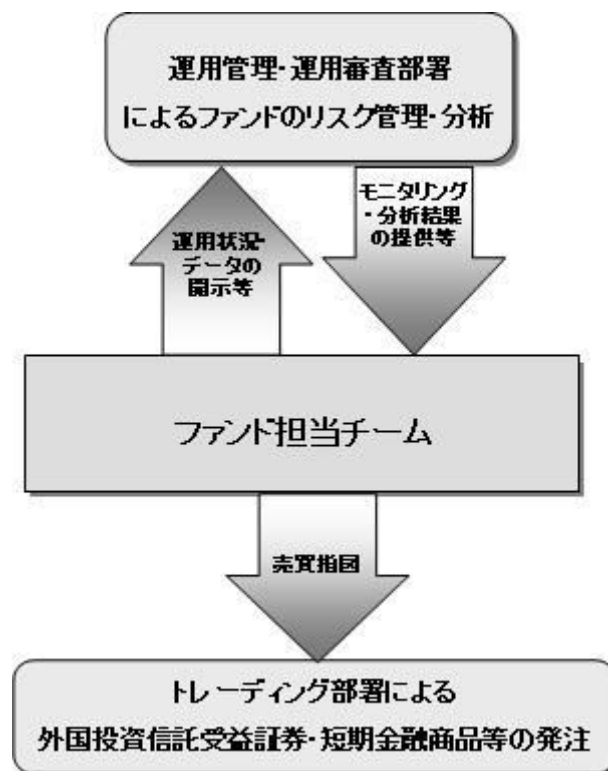 運用管理・運用審査部署
によるファンドのリスク管理・分析
運用状況・
データの
開示等
モニタリング
・分析結果
の提供等
ファンド担当チーム
売買指図
トレーディング部署による
外国投資信託受益証券・短期金融商品等の発注